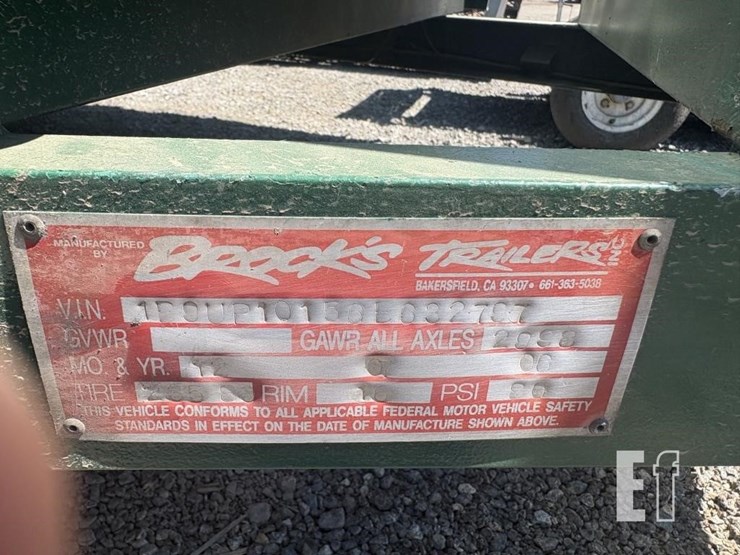 MANUFACTURED BY BROCK'S TRAILERS INC
BAKERSFIELD, CA 93307 • 661-363-5038
V.I.N.
GVWR GAWR ALL AXLES
MO. & YR. 06
TIRE RIM PSI
THIS VEHICLE CONFORMS TO ALL APPLICABLE FEDERAL MOTOR VEHICLE SAFETY
STANDARDS IN EFFECT ON THE DATE OF MANUFACTURE SHOWN ABOVE.
Ef